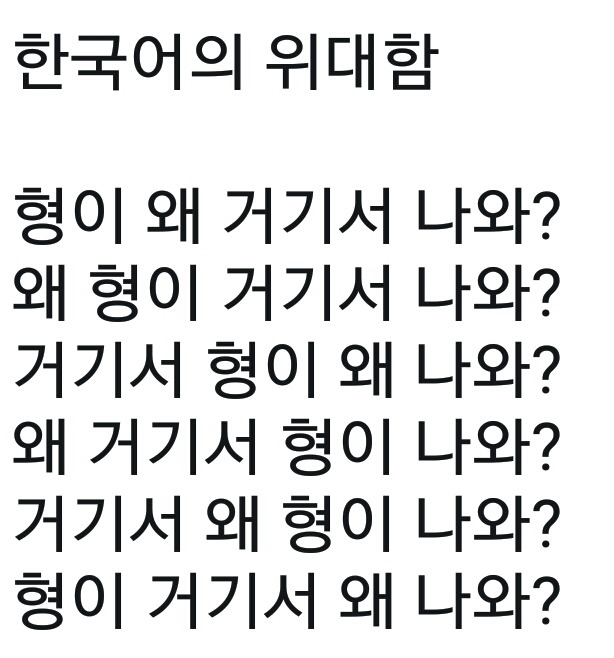 한국어의 위대함
형이 왜 거기서 나와?
왜 형이 거기서 나와?
거기서 형이 왜 나와?
왜 거기서 형이 나와?
거기서 왜 형이 나와?
형이 거기서 왜 나와?